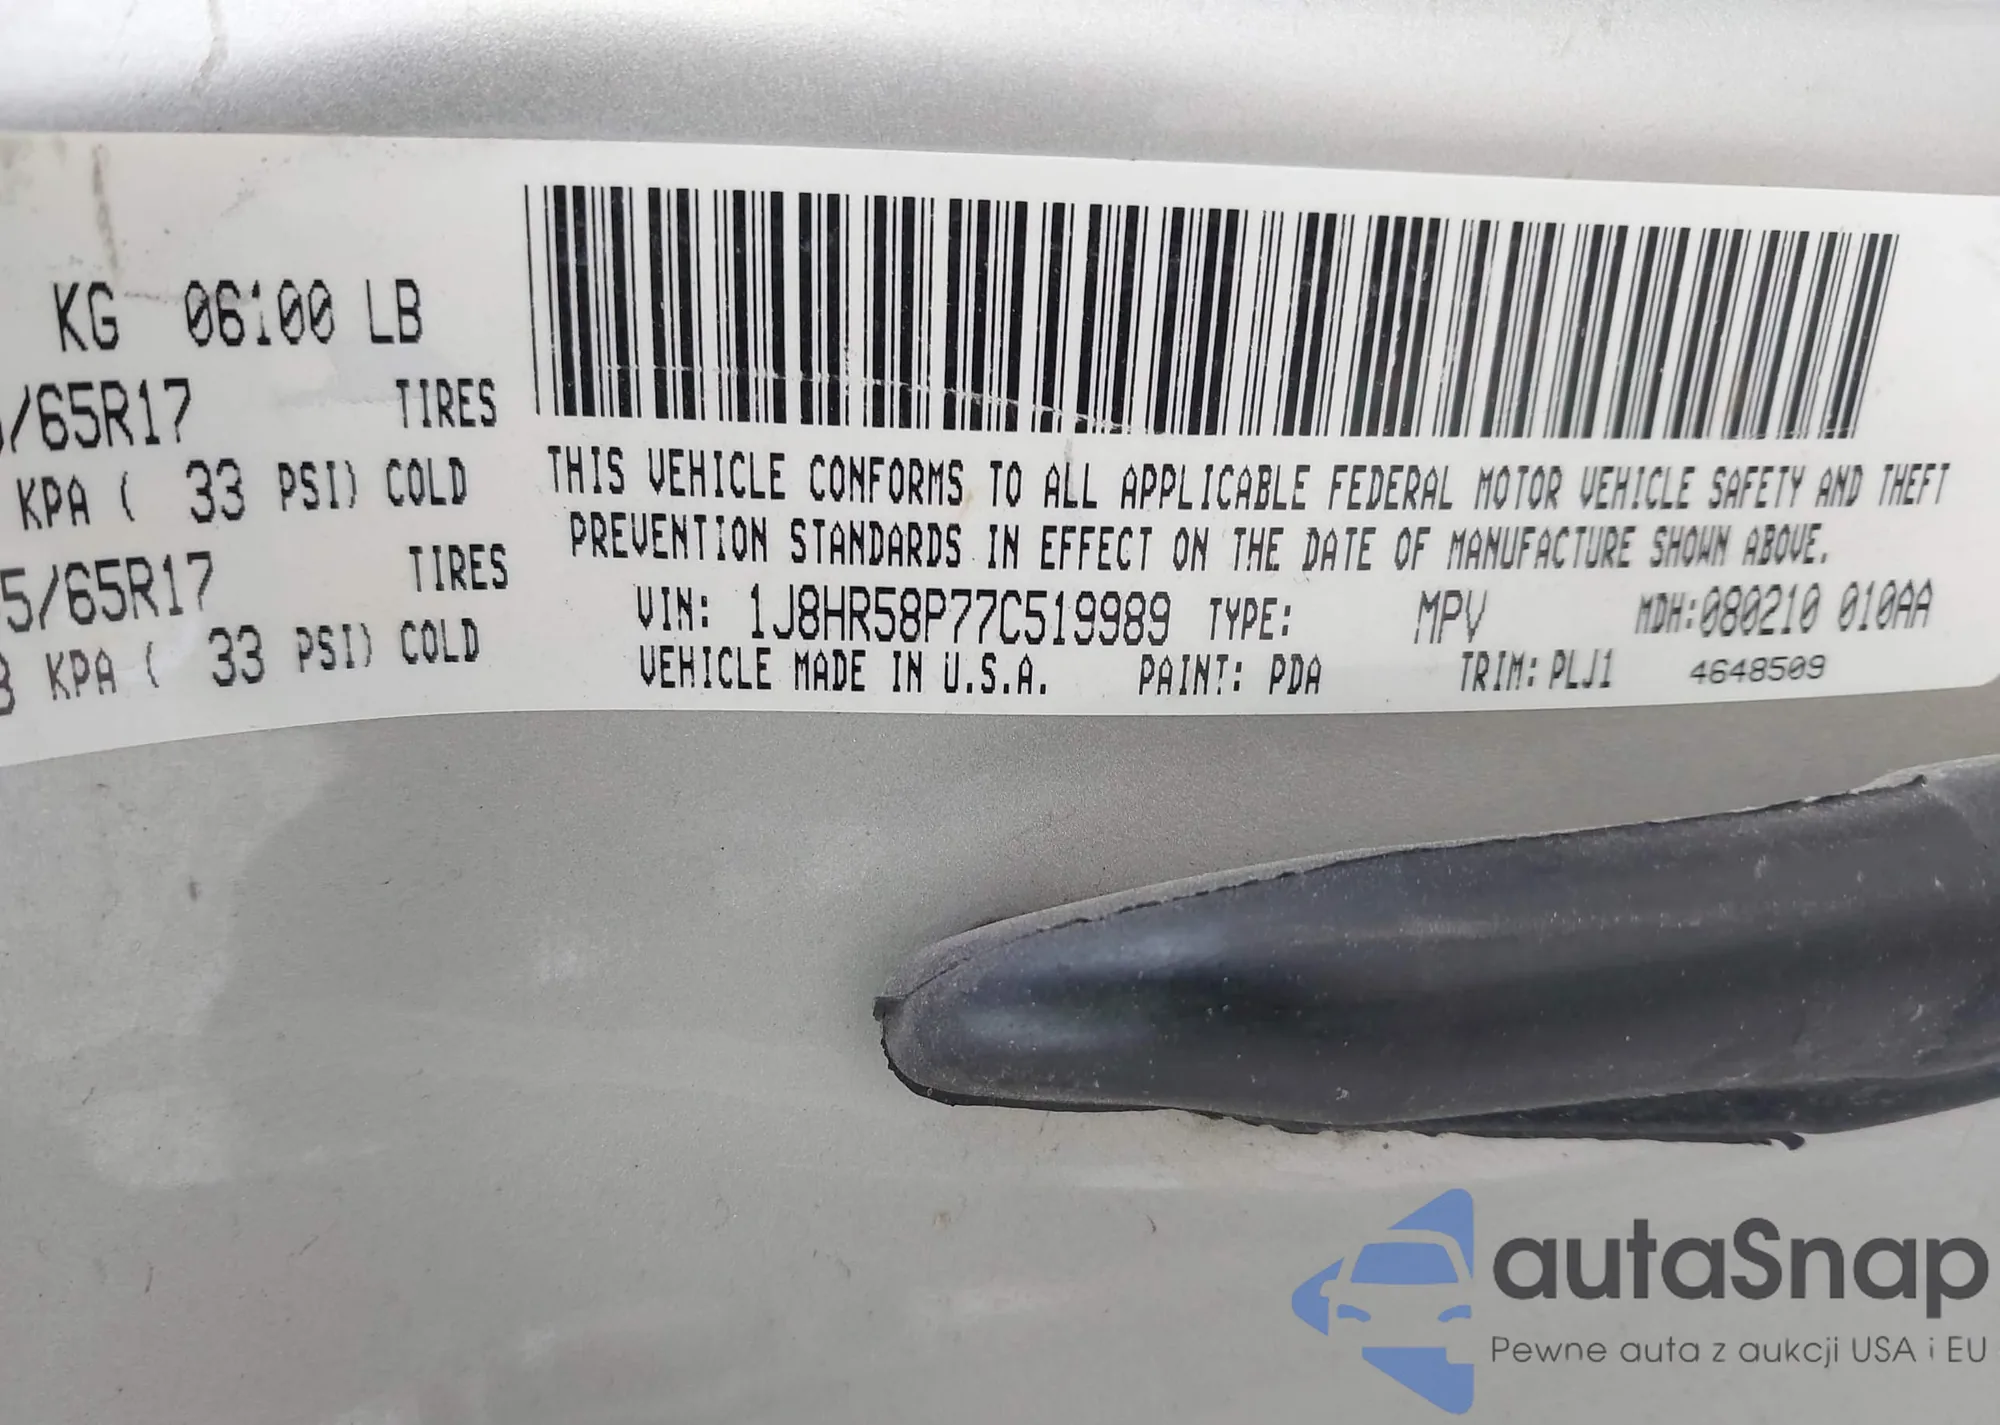 KG 06100 LB
/65R17 TIRES
KPA ( 33 PSI) COLD
5/65R17 TIRES
KPA ( 33 PSI) COLD
THIS VEHICLE CONFORMS TO ALL APPLICABLE FEDERAL MOTOR VEHICLE SAFETY AND THEFT
PREVENTION STANDARDS IN EFFECT ON THE DATE OF MANUFACTURE SHOWN ABOVE.
VIN: 1J8HR58P77C519989 TYPE: MPV MDH:080210 010AA
VEHICLE MADE IN U.S.A. PAINT: PDA TRIM: PLJ1 4648509
autaSnap
Pewne auta z aukcji USA i EU